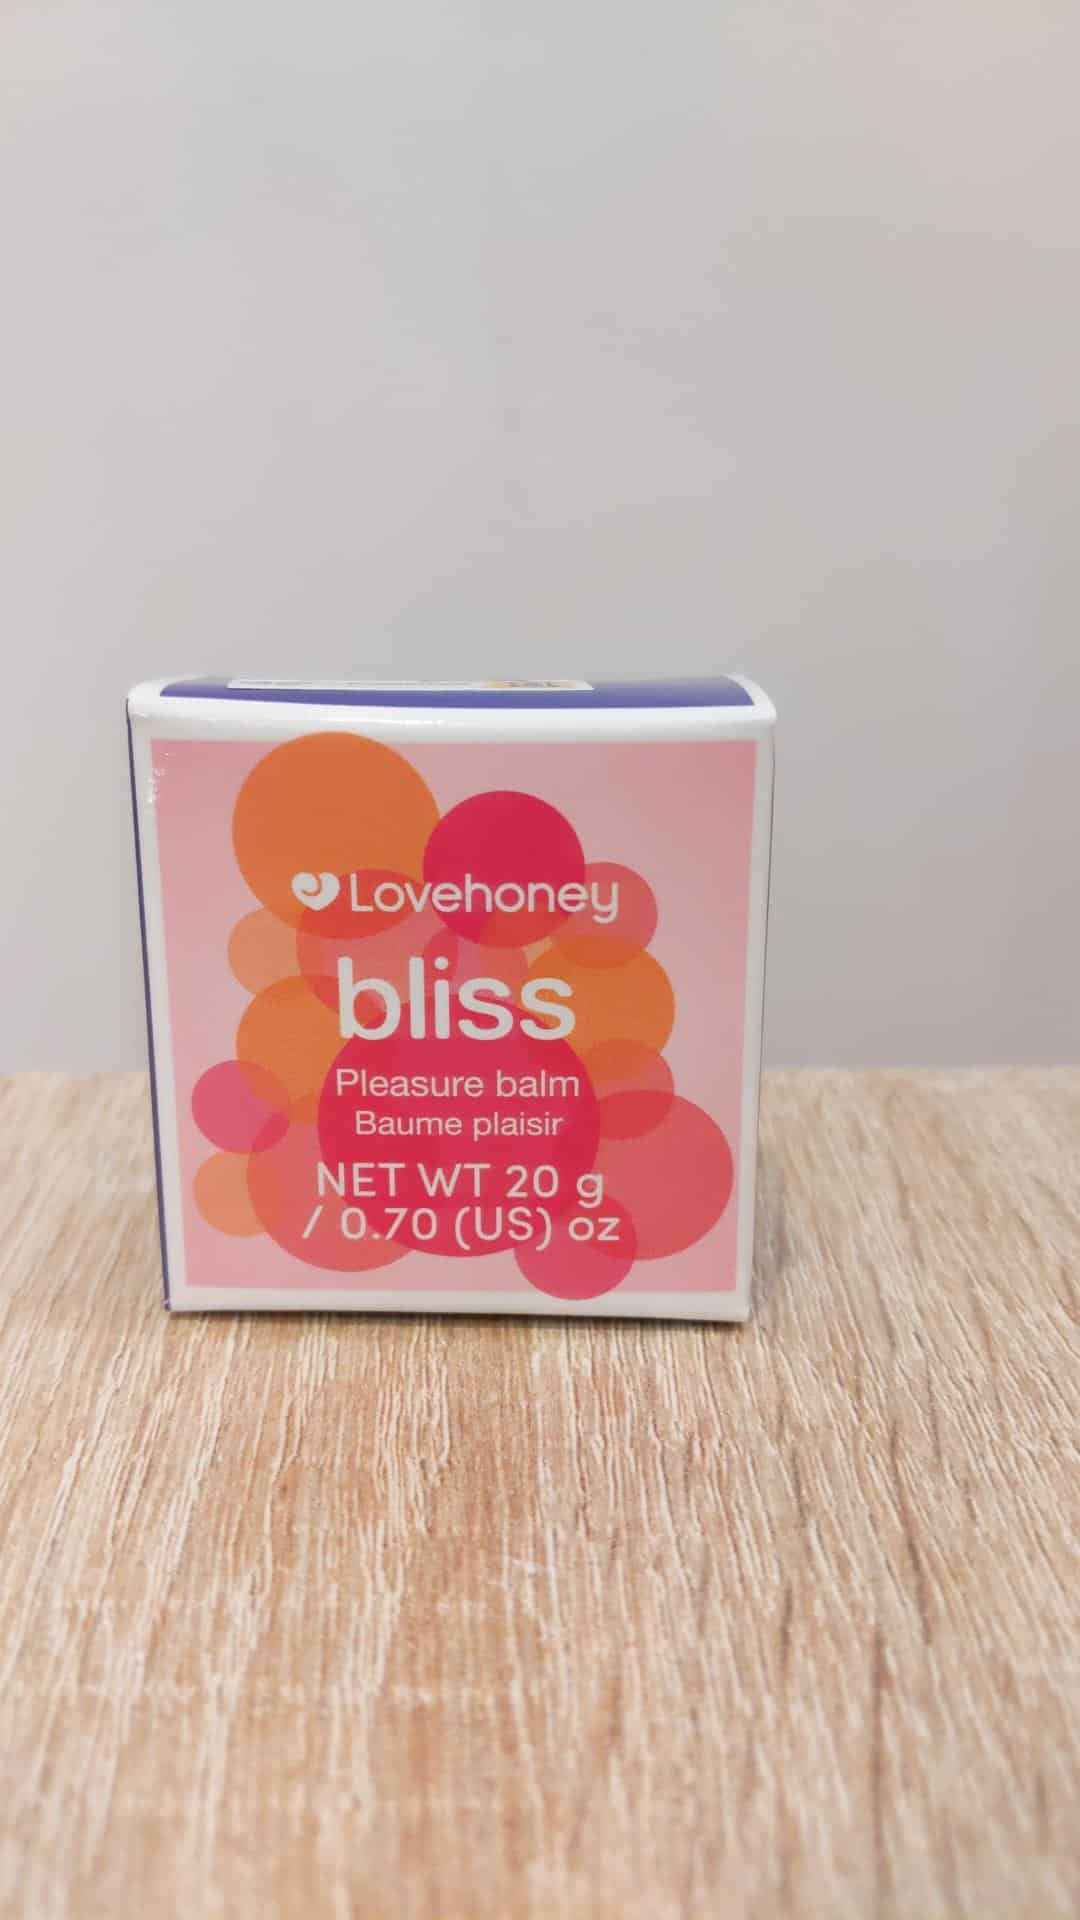 Lovehoney
bliss
Pleasure balm
Baume plaisir
NET WT 20 g
/ 0.70 (US) oz